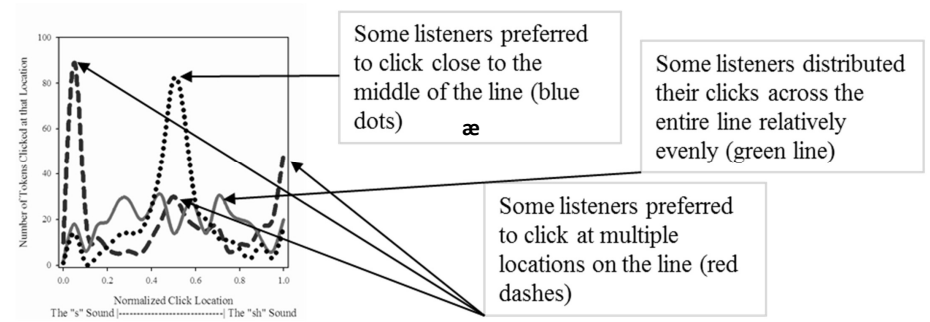 Some listeners preferred
to click close to the
middle of the line (blue
dots)
æ
Some listeners distributed
their clicks across the
entire line relatively
evenly (green line)
Some listeners preferred
to click at multiple
locations on the line (red
dashes)
Number of Tokens Clicked at that Location
100
80
60
40
20
0
0.0 0.2 0.4 0.6 0.8 1.0
Normalized Click Location
The "s" Sound |------------------------| The "sh" Sound